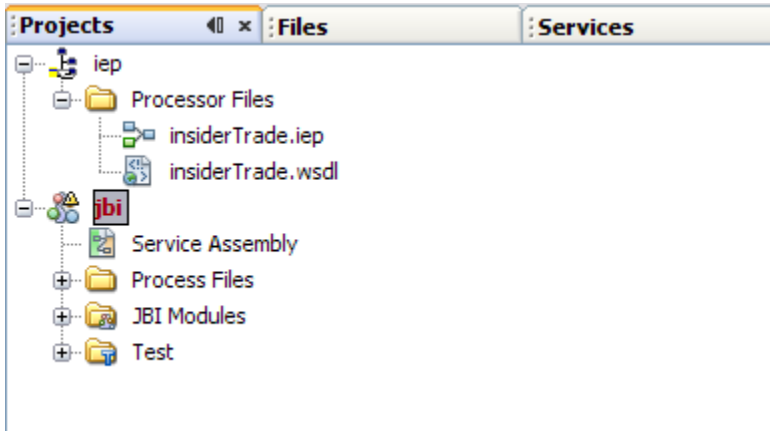 Projects Files Services
iep
Processor Files
insiderTrade.iep
insiderTrade.wsdl
jbi
Service Assembly
Process Files
JBI Modules
Test